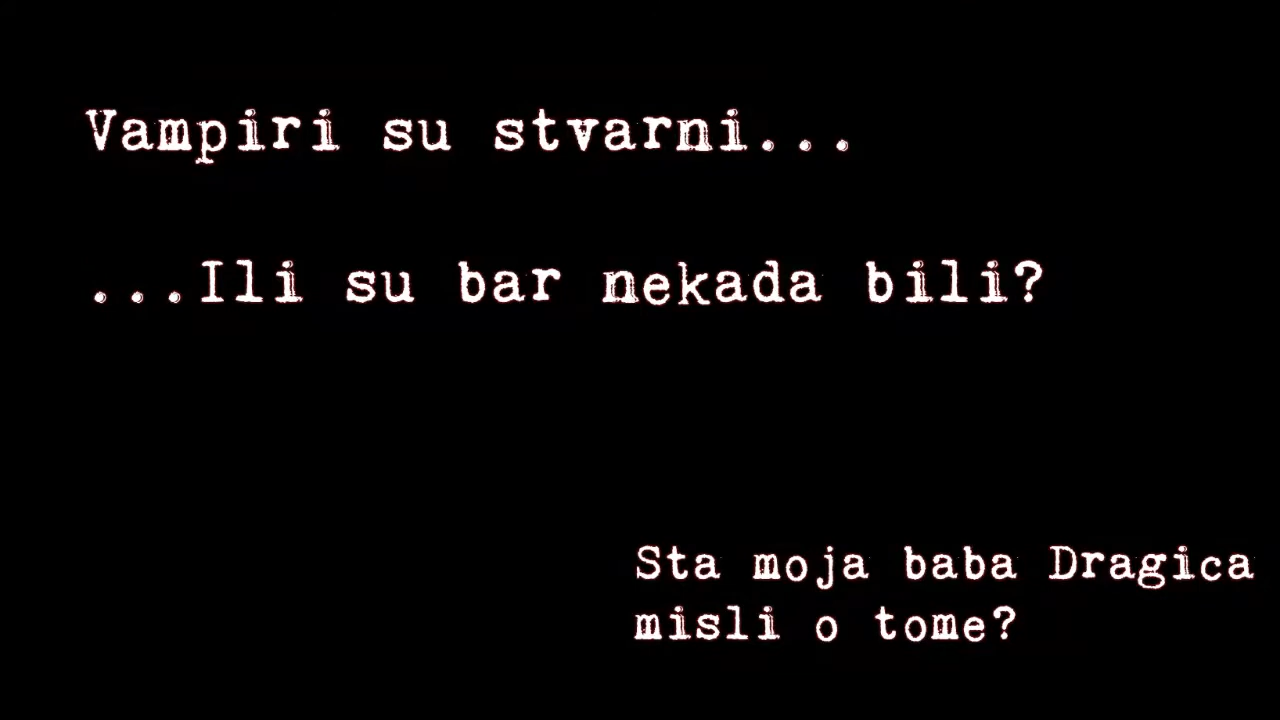 Vampiri su stvarni...
...Ili su bar nekada bili?
Sta moja baba Dragica
misli o tome?